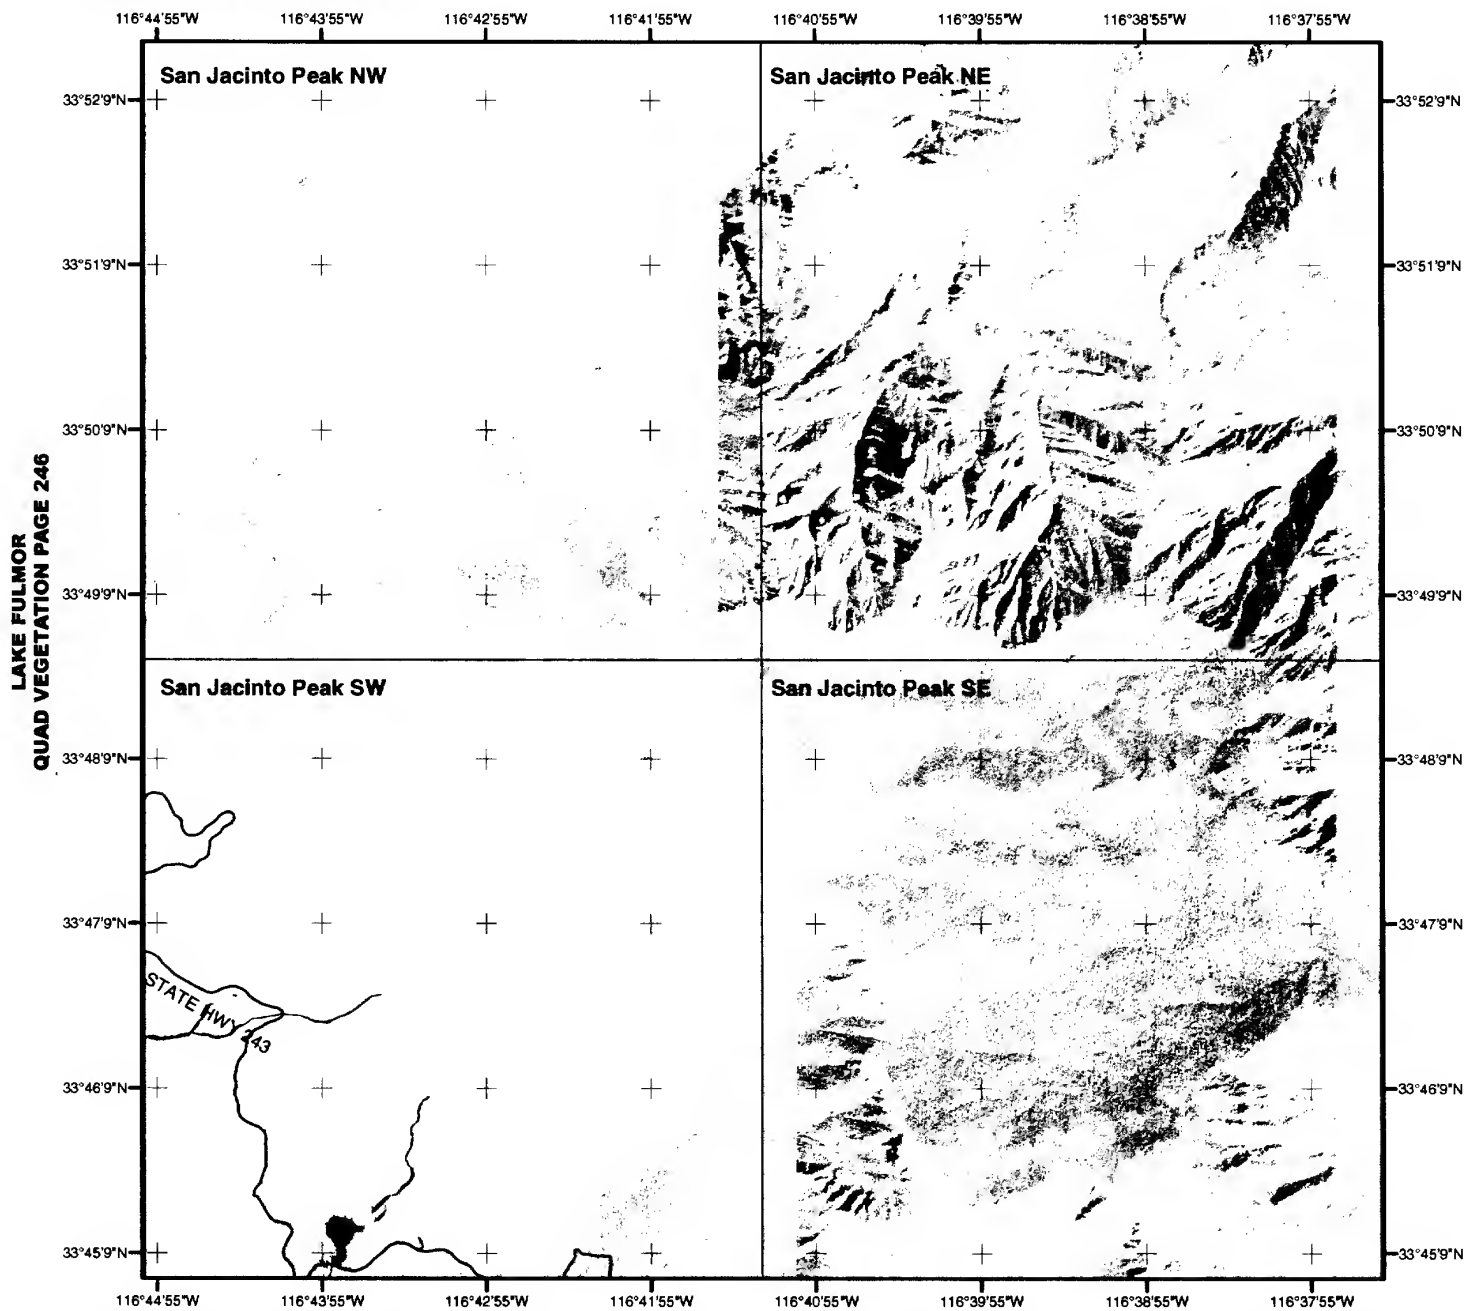 116°44'55"W 116°43'55"W 116°42'55"W 116°41'55"W 116°40'55"W 116°39'55"W 116°38'55"W 116°37'55"W
San Jacinto Peak NW San Jacinto Peak NE
33°52'9"N 33°52'9"N
33°51'9"N 33°51'9"N
33°50'9"N 33°50'9"N
LAKE FULMOR
QUAD VEGETATION PAGE 246
33°49'9"N 33°49'9"N
San Jacinto Peak SW San Jacinto Peak SE
33°48'9"N 33°48'9"N
33°47'9"N 33°47'9"N
STATE HWY 243
33°46'9"N 33°46'9"N
33°45'9"N 33°45'9"N
116°44'55"W 116°43'55"W 116°42'55"W 116°41'55"W 116°40'55"W 116°39'55"W 116°38'55"W 116°37'55"W